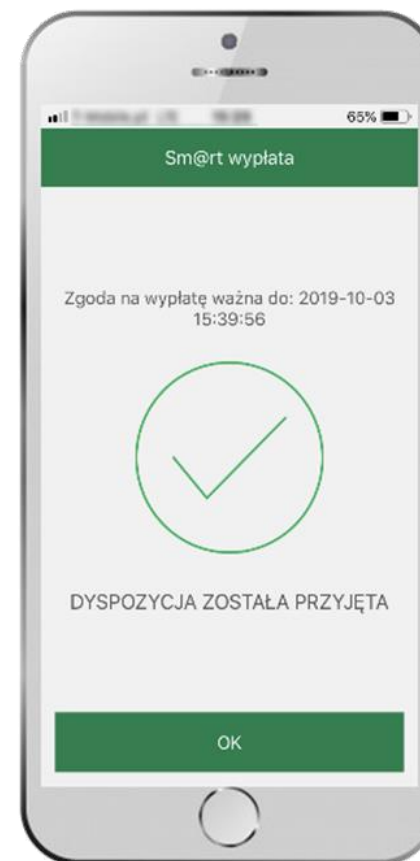 65%
Sm@rt wypłata
Zgoda na wypłatę ważna do: 2019-10-03
15:39:56
DYSPOZYCJA ZOSTAŁA PRZYJĘTA
OK